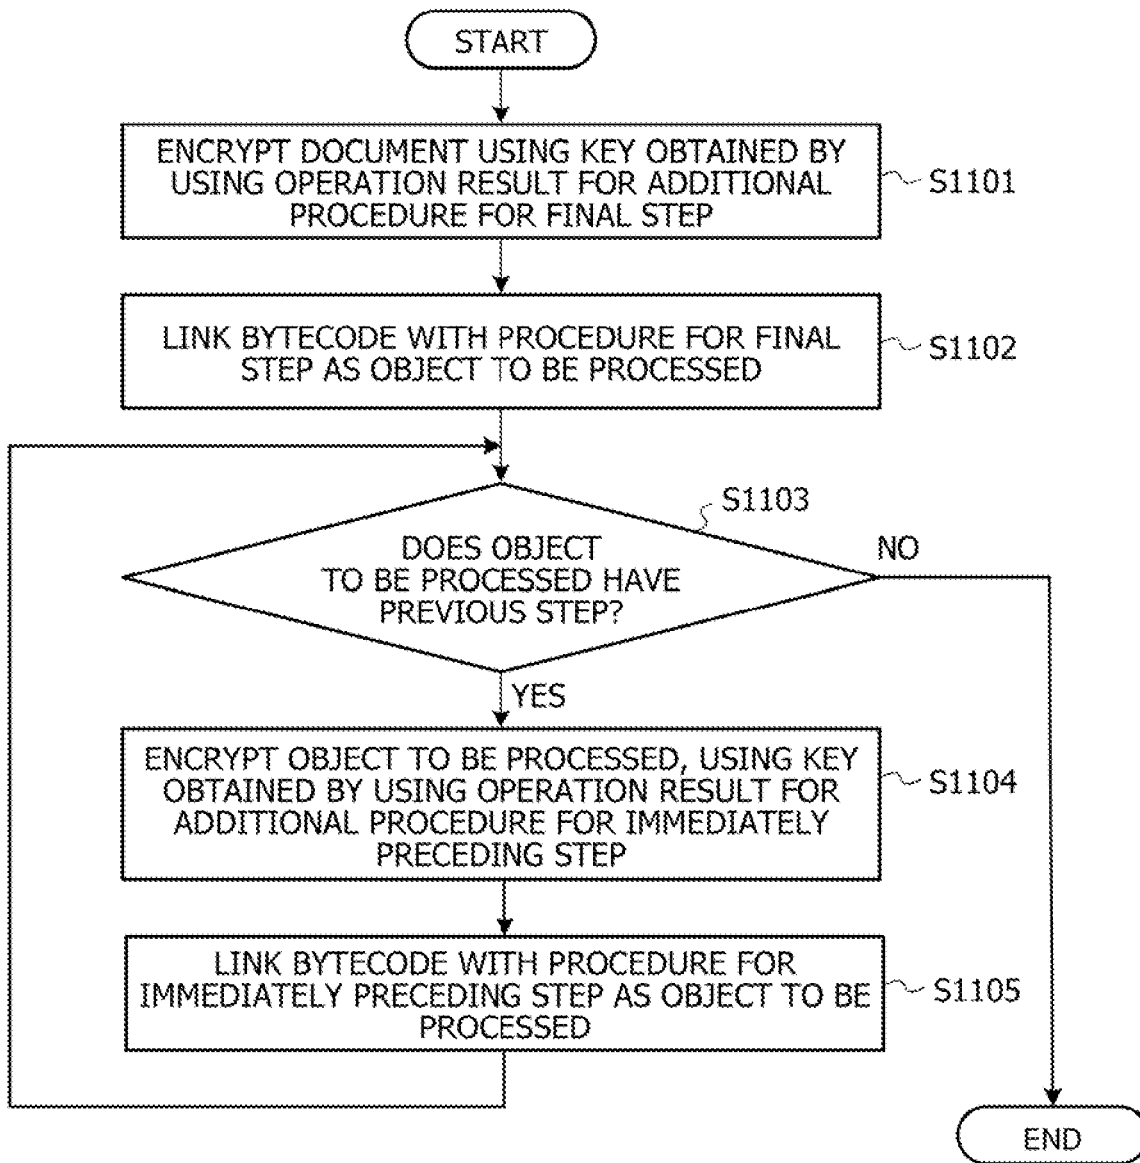 START
ENCRYPT DOCUMENT USING KEY OBTAINED BY
USING OPERATION RESULT FOR ADDITIONAL
PROCEDURE FOR FINAL STEP
S1101
LINK BYTECODE WITH PROCEDURE FOR FINAL
STEP AS OBJECT TO BE PROCESSED
S1102
S1103
DOES OBJECT
TO BE PROCESSED HAVE
PREVIOUS STEP?
NO
YES
ENCRYPT OBJECT TO BE PROCESSED, USING KEY
OBTAINED BY USING OPERATION RESULT FOR
ADDITIONAL PROCEDURE FOR IMMEDIATELY
PRECEDING STEP
S1104
LINK BYTECODE WITH PROCEDURE FOR
IMMEDIATELY PRECEDING STEP AS OBJECT TO BE
PROCESSED
S1105
END